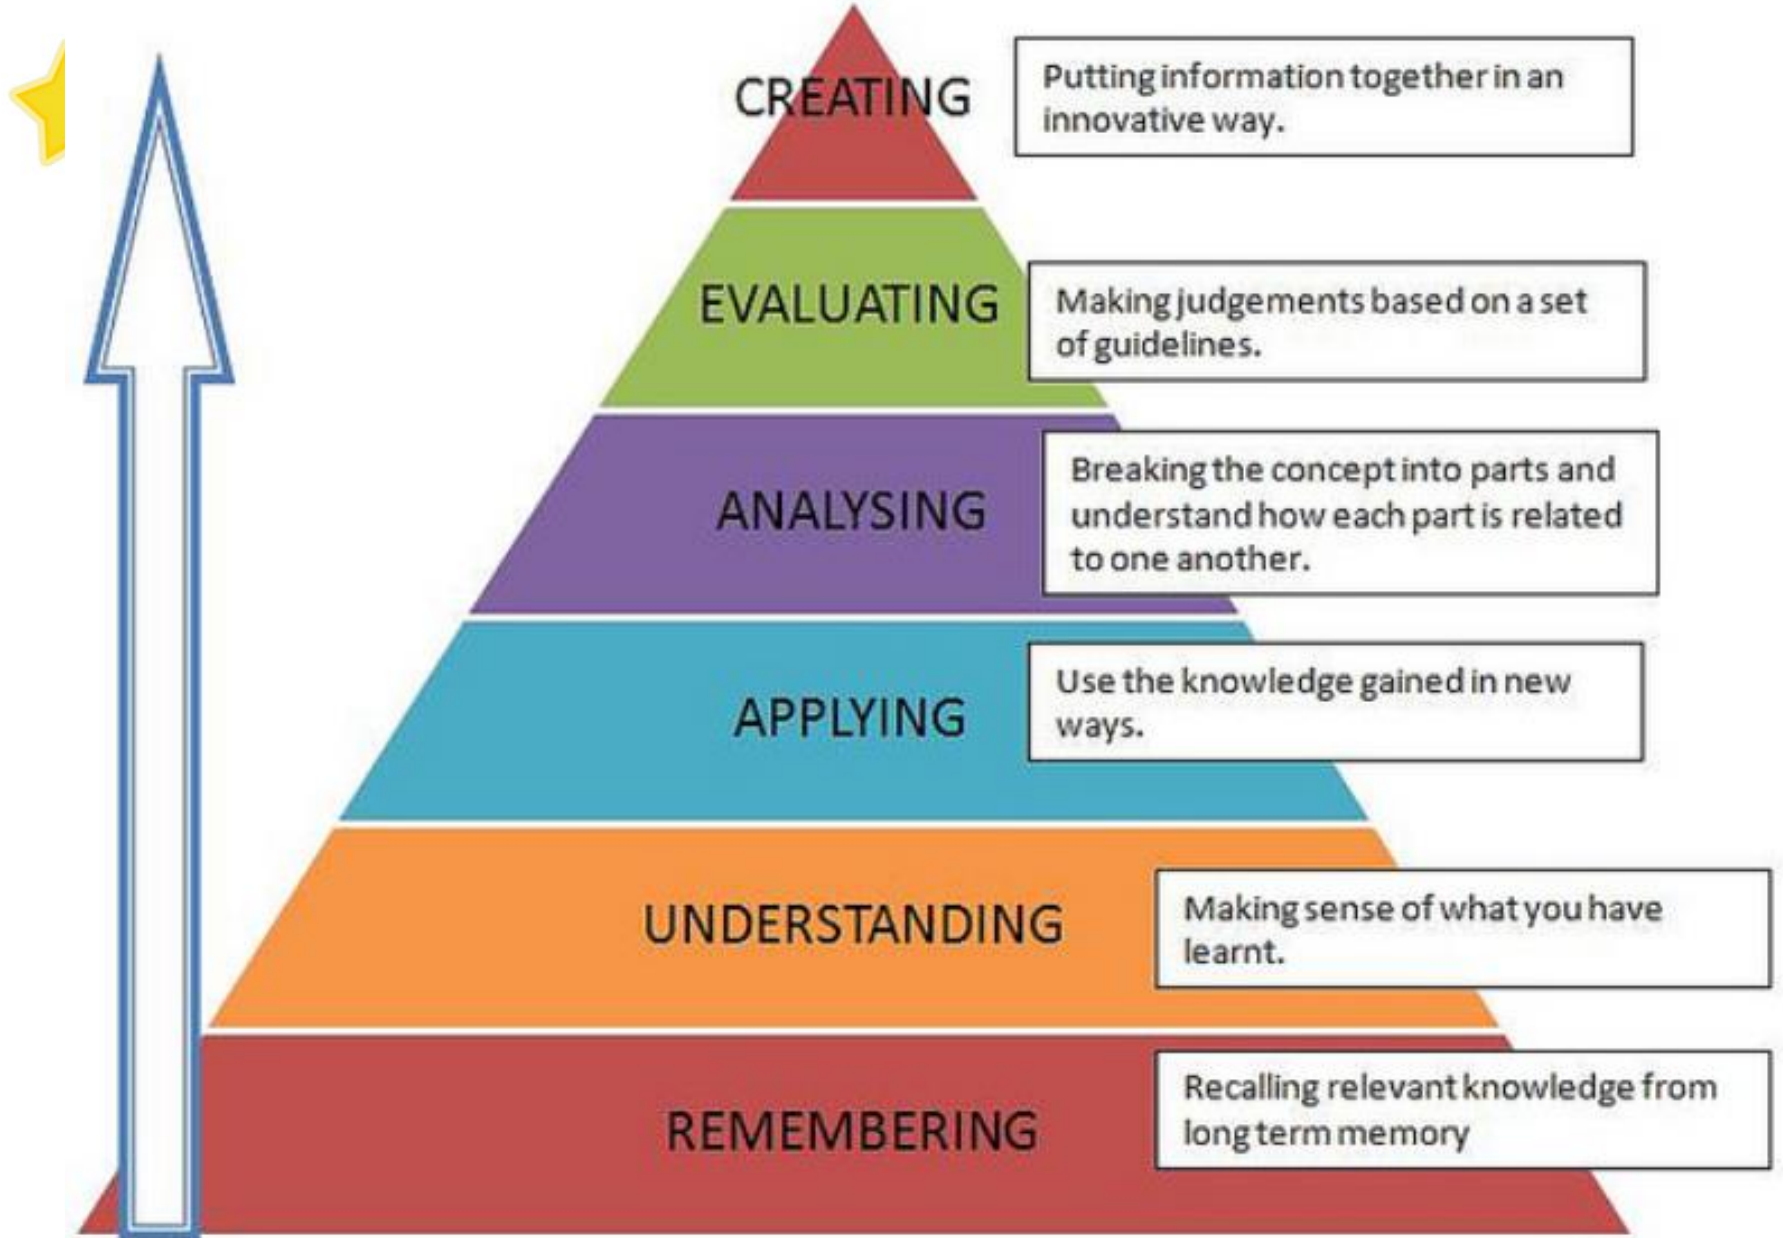 CREATING
Putting information together in an
innovative way.
EVALUATING
Making judgements based on a set
of guidelines.
ANALYSING
Breaking the concept into parts and
understand how each part is related
to one another.
APPLYING
Use the knowledge gained in new
ways.
UNDERSTANDING
Making sense of what you have
learnt.
REMEMBERING
Recalling relevant knowledge from
long term memory